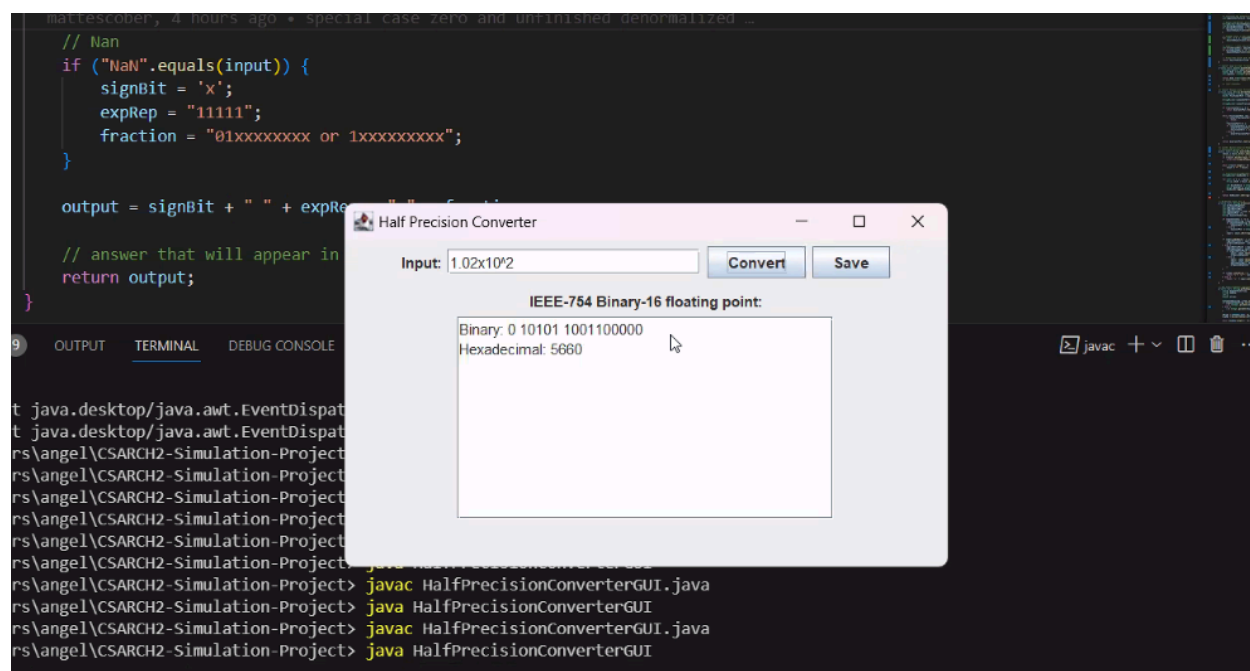 mattescober, 4 hours ago • special case zero and unfinished denormalized …
// Nan
if ("NaN".equals(input)) {
signBit = 'x';
expRep = "11111";
fraction = "01xxxxxxxx or 1xxxxxxxxx";
}
output = signBit + " " + expRe
// answer that will appear in
return output;
}
Half Precision Converter
Input: 1.02x10^2 Convert Save
IEEE-754 Binary-16 floating point:
Binary: 0 10101 1001100000
Hexadecimal: 5660
9 OUTPUT TERMINAL DEBUG CONSOLE javac
t java.desktop/java.awt.EventDispat
t java.desktop/java.awt.EventDispat
rs\angel\CSARCH2-Simulation-Project
rs\angel\CSARCH2-Simulation-Project
rs\angel\CSARCH2-Simulation-Project
rs\angel\CSARCH2-Simulation-Project
rs\angel\CSARCH2-Simulation-Project
rs\angel\CSARCH2-Simulation-Project>
rs\angel\CSARCH2-Simulation-Project> javac HalfPrecisionConverterGUI.java
rs\angel\CSARCH2-Simulation-Project> java HalfPrecisionConverterGUI
rs\angel\CSARCH2-Simulation-Project> javac HalfPrecisionConverterGUI.java
rs\angel\CSARCH2-Simulation-Project> java HalfPrecisionConverterGUI